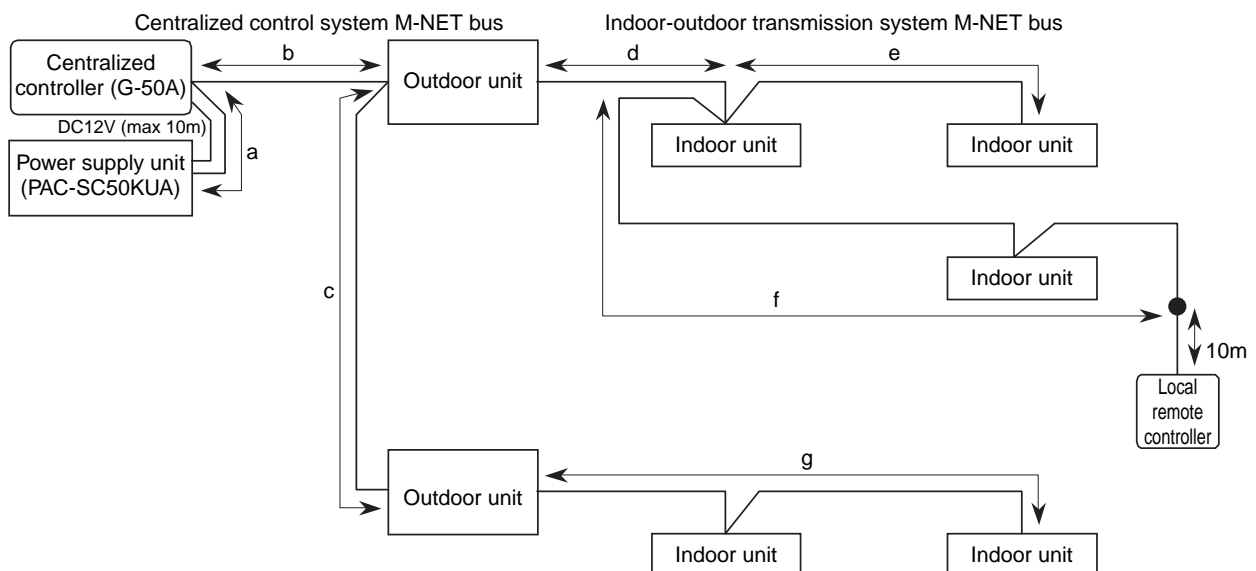 Centralized control system M-NET bus
Indoor-outdoor transmission system M-NET bus
Centralized
controller (G-50A)
b
Outdoor unit
d
e
DC12V (max 10m)
a
Power supply unit
(PAC-SC50KUA)
Indoor unit
Indoor unit
Indoor unit
c
f
10m
Local
remote
controller
Outdoor unit
g
Indoor unit
Indoor unit